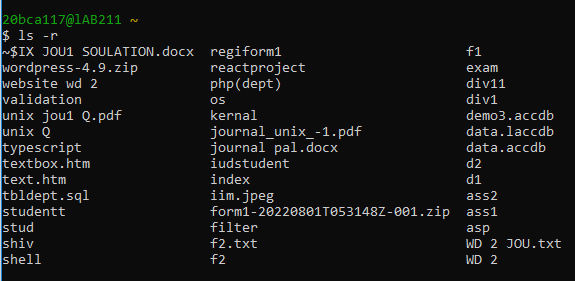 20bca117@lAB211 ~
$ ls -r
~$IX JOU1 SOULATION.docx  regiform1                     f1
wordpress-4.9.zip         reactproject                  exam
website wd 2              php(dept)                     div11
validation                os                            div1
unix jou1 Q.pdf           kernal                        demo3.accdb
unix Q                    journal_unix_-1.pdf           data.laccdb
typescript                journal pal.docx              data.accdb
textbox.htm               iudstudent                    d2
text.htm                  index                         d1
tbldept.sql               iim.jpeg                      ass2
studentt                  form1-20220801T053148Z-001.zip  ass1
stud                      filter                        asp
shiv                      f2.txt                        WD 2 JOU.txt
shell                     f2                            WD 2